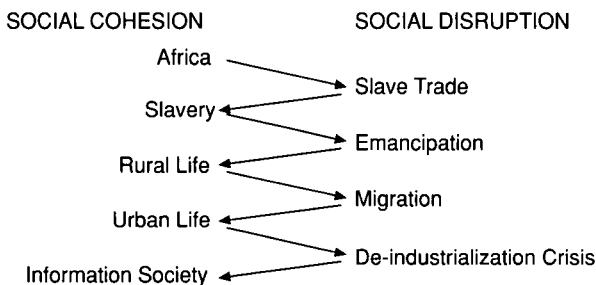 SOCIAL COHESION SOCIAL DISRUPTION
Africa
Slave Trade
Slavery
Emancipation
Rural Life
Migration
Urban Life
De-industrialization Crisis
Information Society